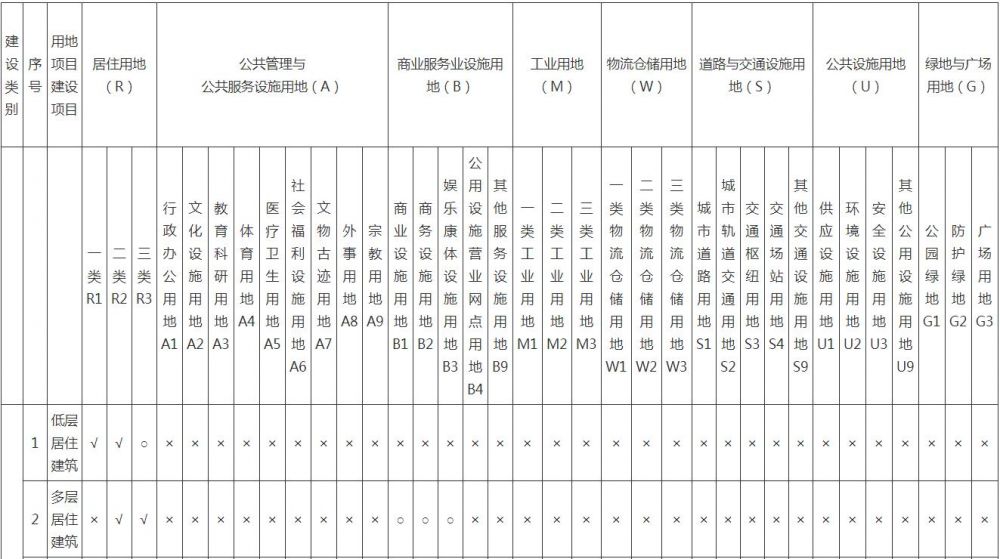 建设类别 序号 用地项目建设项目 居住用地（R） 公共管理与公共服务设施用地（A） 商业服务业设施用地（B） 工业用地（M） 物流仓储用地（W） 道路与交通设施用地（S） 公共设施用地（U） 绿地与广场用地（G）
一类R1 二类R2 三类R3 行政办公用地A1 文化设施用地A2 教育科研用地A3 体育用地A4 医疗卫生用地A5 社会福利设施用地A6 文物古迹用地A7 外事用地A8 宗教用地A9 商业设施用地B1 商务设施用地B2 娱乐康体设施用地B3 公用设施营业网点用地B4 其他服务设施用地B9 一类工业用地M1 二类工业用地M2 三类工业用地M3 一类物流仓储用地W1 二类物流仓储用地W2 三类物流仓储用地W3 城市道路用地S1 城市轨道交通用地S2 交通枢纽用地S3 交通场站用地S4 其他交通设施用地S9 供应设施用地U1 环境设施用地U2 安全设施用地U3 其他公用设施用地U9 公园绿地G1 防护绿地G2 广场用地G3
1 低层居住建筑 √ √ ○ × × × × × × × × × × × × × × × × × × × × × × × × × × × × × × × ×
2 多层居住建筑 × √ √ × × × × × × × × × ○ ○ ○ × × × × × × × × × × × × × × × × × × × ×